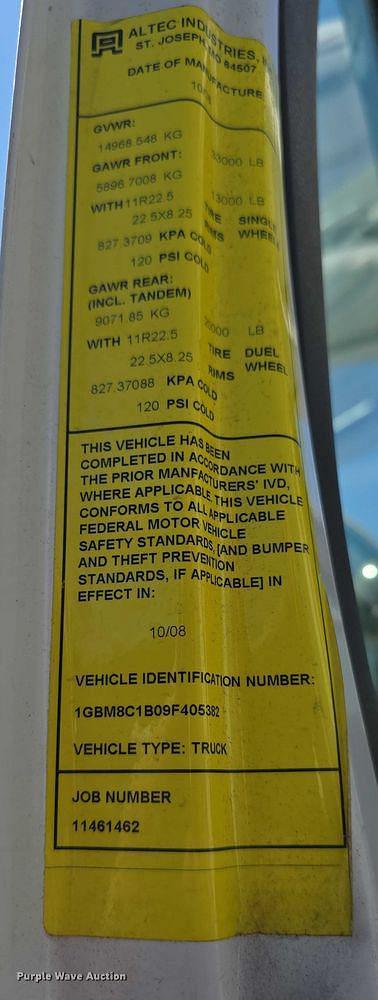 ALTEC INDUSTRIES,
ST. JOSEPH, MO 64507
DATE OF MANUFACTURE
GVWR:
14968.548 KG 33000 LB
GAWR FRONT:
5896.7008 KG 13000 LB
WITH 11R22.5 TIRE SINGLE
22.5X8.25 RIMS WHEEL
827.3709 KPA COLD
120 PSI COLD
GAWR REAR:
(INCL. TANDEM)
9071.85 KG 20000 LB
WITH 11R22.5 TIRE DUEL
22.5X8.25 RIMS WHEEL
827.37088 KPA COLD
120 PSI COLD
THIS VEHICLE HAS BEEN
COMPLETED IN ACCORDANCE WITH
THE PRIOR MANFACTURERS' IVD,
WHERE APPLICABLE. THIS VEHICLE
CONFORMS TO ALL APPLICABLE
FEDERAL MOTOR VEHICLE
SAFETY STANDARDS, [AND BUMPER
AND THEFT PREVENTION
STANDARDS, IF APPLICABLE] IN
EFFECT IN:
10/08
VEHICLE IDENTIFICATION NUMBER:
1GBM8C1B09F405382
VEHICLE TYPE: TRUCK
JOB NUMBER
11461462
Purple Wave Auction